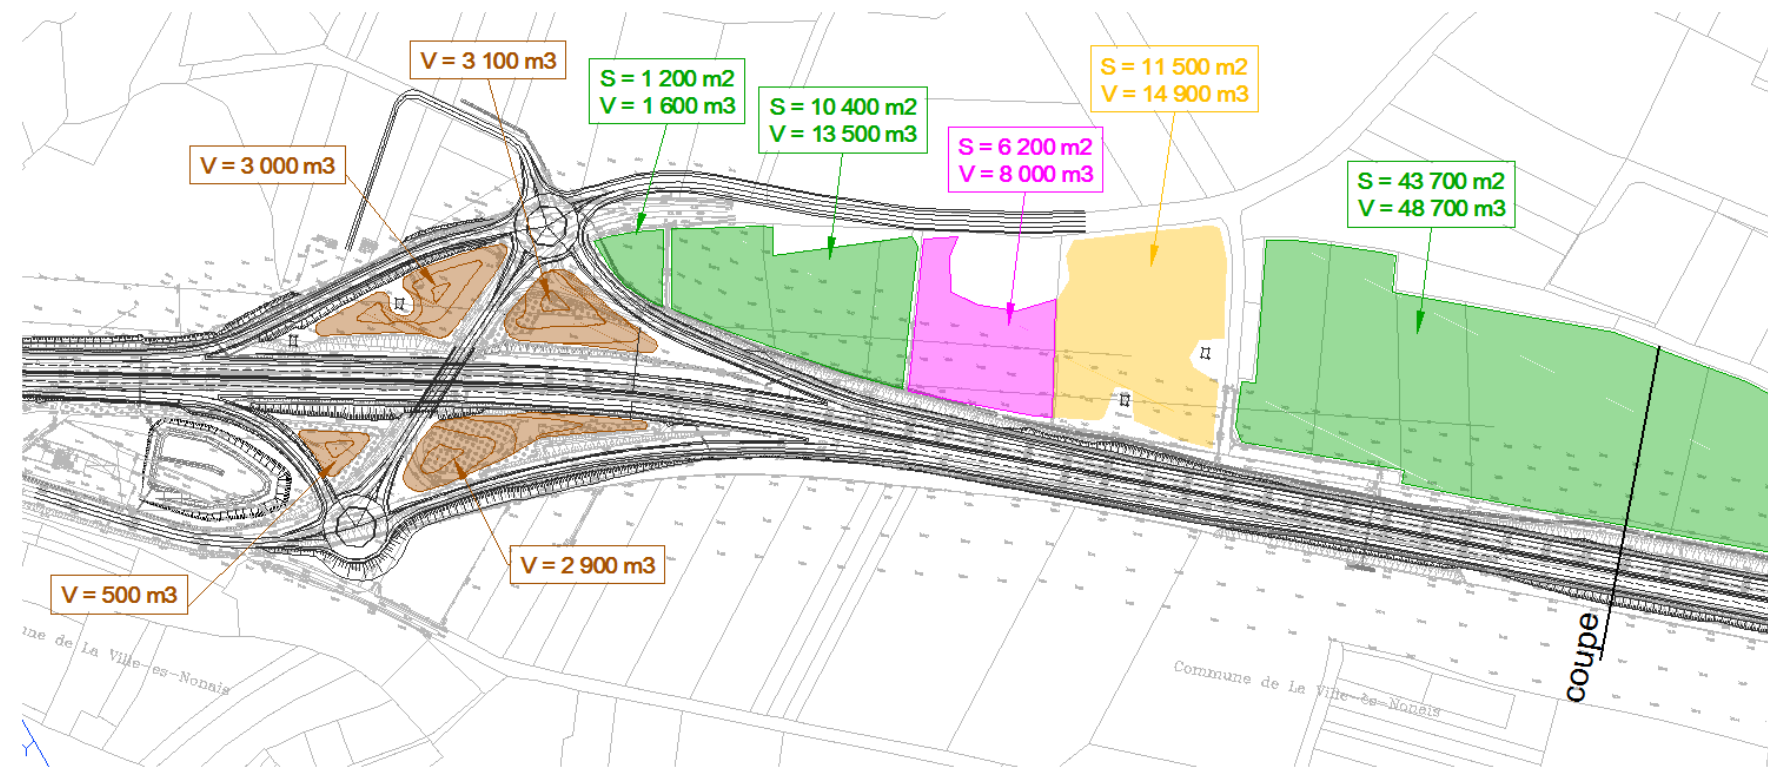 V = 3 100 m3
S = 1 200 m2
V = 1 600 m3
S = 10 400 m2
V = 13 500 m3
S = 11 500 m2
V = 14 900 m3
S = 6 200 m2
V = 8 000 m3
V = 3 000 m3
S = 43 700 m2
V = 48 700 m3
V = 2 900 m3
V = 500 m3
coupe
de La Ville-es-Nonais
Commune de La Ville-ès-Nonais